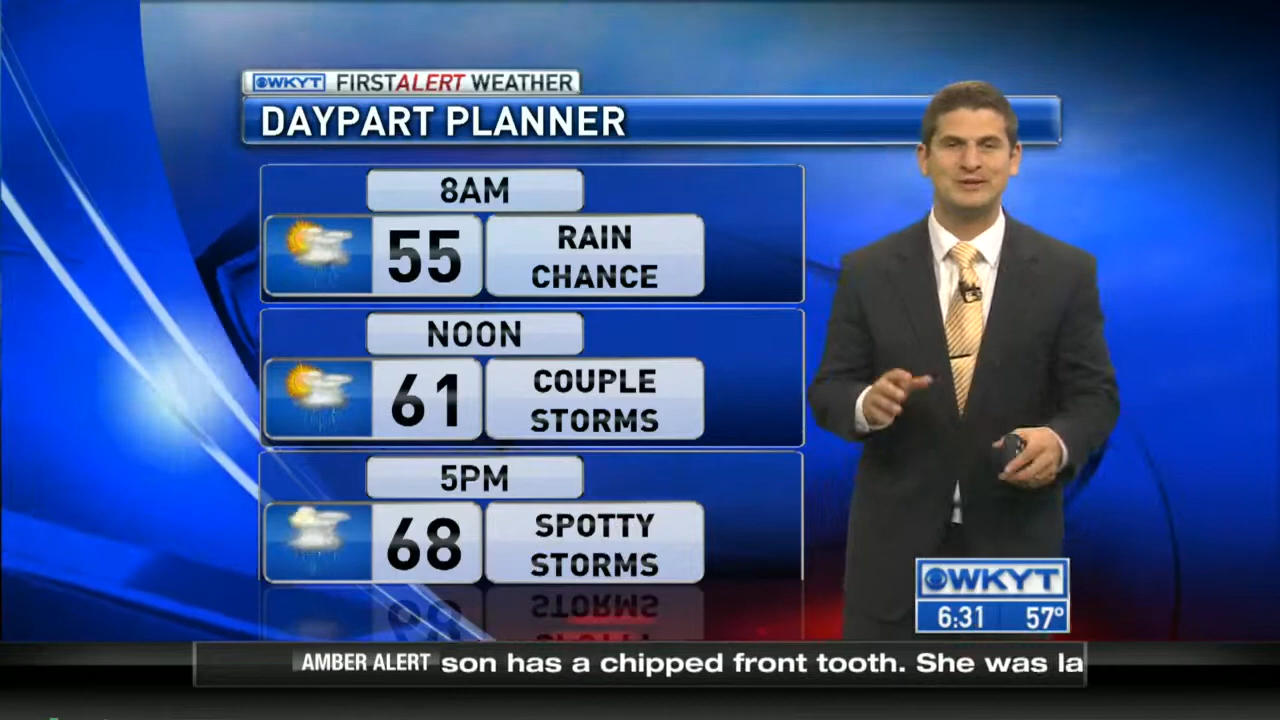 WKYT FIRSTALERT WEATHER
DAYPART PLANNER
8AM
55
RAIN
CHANCE
NOON
61
COUPLE
STORMS
5PM
68
SPOTTY
STORMS
WKYT
6:31 57°
AMBER ALERT son has a chipped front tooth. She was la